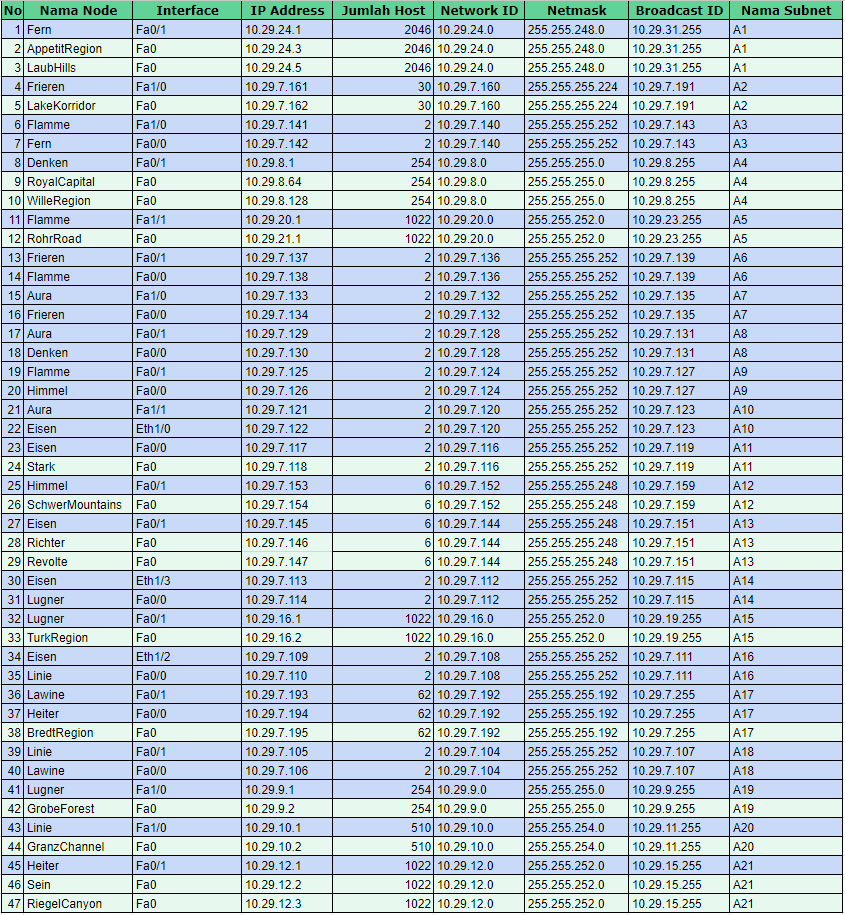 No Nama Node Interface IP Address Jumlah Host Network ID Netmask Broadcast ID Nama Subnet
1 Fern Fa0/1 10.29.24.1 2046 10.29.24.0 255.255.248.0 10.29.31.255 A1
2 AppetitRegion Fa0 10.29.24.3 2046 10.29.24.0 255.255.248.0 10.29.31.255 A1
3 LaubHills Fa0 10.29.24.5 2046 10.29.24.0 255.255.248.0 10.29.31.255 A1
4 Frieren Fa1/0 10.29.7.161 30 10.29.7.160 255.255.255.224 10.29.7.191 A2
5 LakeKorridor Fa0 10.29.7.162 30 10.29.7.160 255.255.255.224 10.29.7.191 A2
6 Flamme Fa1/0 10.29.7.141 2 10.29.7.140 255.255.255.252 10.29.7.143 A3
7 Fern Fa0/0 10.29.7.142 2 10.29.7.140 255.255.255.252 10.29.7.143 A3
8 Denken Fa0/1 10.29.8.1 254 10.29.8.0 255.255.255.0 10.29.8.255 A4
9 RoyalCapital Fa0 10.29.8.64 254 10.29.8.0 255.255.255.0 10.29.8.255 A4
10 WilleRegion Fa0 10.29.8.128 254 10.29.8.0 255.255.255.0 10.29.8.255 A4
11 Flamme Fa1/1 10.29.20.1 1022 10.29.20.0 255.255.252.0 10.29.23.255 A5
12 RohrRoad Fa0 10.29.21.1 1022 10.29.20.0 255.255.252.0 10.29.23.255 A5
13 Frieren Fa0/1 10.29.7.137 2 10.29.7.136 255.255.255.252 10.29.7.139 A6
14 Flamme Fa0/0 10.29.7.138 2 10.29.7.136 255.255.255.252 10.29.7.139 A6
15 Aura Fa1/0 10.29.7.133 2 10.29.7.132 255.255.255.252 10.29.7.135 A7
16 Frieren Fa0/0 10.29.7.134 2 10.29.7.132 255.255.255.252 10.29.7.135 A7
17 Aura Fa0/1 10.29.7.129 2 10.29.7.128 255.255.255.252 10.29.7.131 A8
18 Denken Fa0/0 10.29.7.130 2 10.29.7.128 255.255.255.252 10.29.7.131 A8
19 Flamme Fa0/1 10.29.7.125 2 10.29.7.124 255.255.255.252 10.29.7.127 A9
20 Himmel Fa0/0 10.29.7.126 2 10.29.7.124 255.255.255.252 10.29.7.127 A9
21 Aura Fa1/1 10.29.7.121 2 10.29.7.120 255.255.255.252 10.29.7.123 A10
22 Eisen Eth1/0 10.29.7.122 2 10.29.7.120 255.255.255.252 10.29.7.123 A10
23 Eisen Fa0/0 10.29.7.117 2 10.29.7.116 255.255.255.252 10.29.7.119 A11
24 Stark Fa0 10.29.7.118 2 10.29.7.116 255.255.255.252 10.29.7.119 A11
25 Himmel Fa0/1 10.29.7.153 6 10.29.7.152 255.255.255.248 10.29.7.159 A12
26 SchwerMountains Fa0 10.29.7.154 6 10.29.7.152 255.255.255.248 10.29.7.159 A12
27 Eisen Fa0/1 10.29.7.145 6 10.29.7.144 255.255.255.248 10.29.7.151 A13
28 Richter Fa0 10.29.7.146 6 10.29.7.144 255.255.255.248 10.29.7.151 A13
29 Revolte Fa0 10.29.7.147 6 10.29.7.144 255.255.255.248 10.29.7.151 A13
30 Eisen Eth1/3 10.29.7.113 2 10.29.7.112 255.255.255.252 10.29.7.115 A14
31 Lugner Fa0/0 10.29.7.114 2 10.29.7.112 255.255.255.252 10.29.7.115 A14
32 Lugner Fa0/1 10.29.16.1 1022 10.29.16.0 255.255.252.0 10.29.19.255 A15
33 TurkRegion Fa0 10.29.16.2 1022 10.29.16.0 255.255.252.0 10.29.19.255 A15
34 Eisen Eth1/2 10.29.7.109 2 10.29.7.108 255.255.255.252 10.29.7.111 A16
35 Linie Fa0/0 10.29.7.110 2 10.29.7.108 255.255.255.252 10.29.7.111 A16
36 Lawine Fa0/1 10.29.7.193 62 10.29.7.192 255.255.255.192 10.29.7.255 A17
37 Heiter Fa0/0 10.29.7.194 62 10.29.7.192 255.255.255.192 10.29.7.255 A17
38 BredtRegion Fa0 10.29.7.195 62 10.29.7.192 255.255.255.192 10.29.7.255 A17
39 Linie Fa0/1 10.29.7.105 2 10.29.7.104 255.255.255.252 10.29.7.107 A18
40 Lawine Fa0/0 10.29.7.106 2 10.29.7.104 255.255.255.252 10.29.7.107 A18
41 Lugner Fa1/0 10.29.9.1 254 10.29.9.0 255.255.255.0 10.29.9.255 A19
42 GrobeForest Fa0 10.29.9.2 254 10.29.9.0 255.255.255.0 10.29.9.255 A19
43 Linie Fa1/0 10.29.10.1 510 10.29.10.0 255.255.254.0 10.29.11.255 A20
44 GranzChannel Fa0 10.29.10.2 510 10.29.10.0 255.255.254.0 10.29.11.255 A20
45 Heiter Fa0/1 10.29.12.1 1022 10.29.12.0 255.255.252.0 10.29.15.255 A21
46 Sein Fa0 10.29.12.2 1022 10.29.12.0 255.255.252.0 10.29.15.255 A21
47 RiegelCanyon Fa0 10.29.12.3 1022 10.29.12.0 255.255.252.0 10.29.15.255 A21